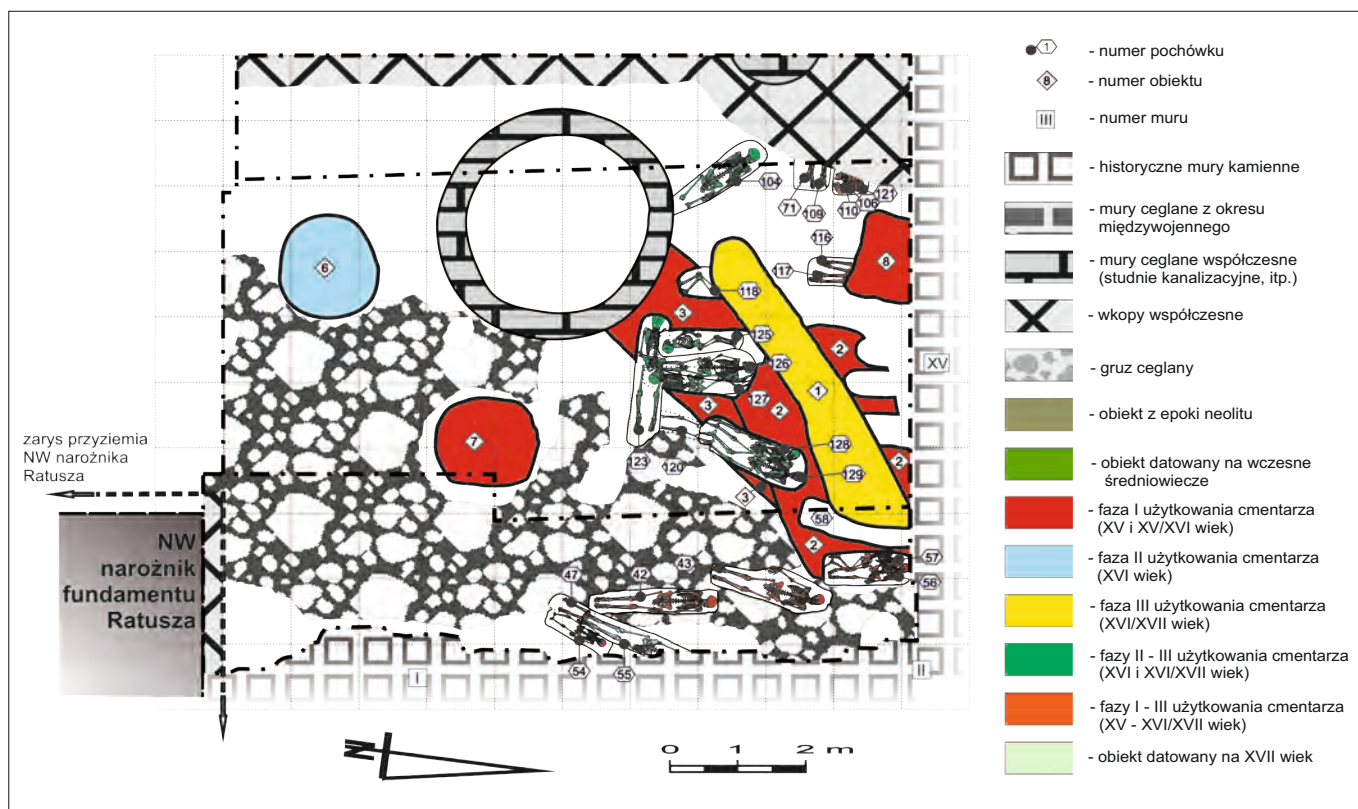 1
- numer pochówku
8
- numer obiektu
III
- numer muru
- historyczne mury kamienne
- mury ceglane z okresu
międzywojennego
- mury ceglane współczesne
(studnie kanalizacyjne, itp.)
- wkopy współczesne
- gruz ceglany
- obiekt z epoki neolitu
- obiekt datowany na wczesne
średniowiecze
- faza I użytkowania cmentarza
(XV i XV/XVI wiek)
- faza II użytkowania cmentarza
(XVI wiek)
- faza III użytkowania cmentarza
(XVI/XVII wiek)
- fazy II - III użytkowania cmentarza
(XVI i XVI/XVII wiek)
- fazy I - III użytkowania cmentarza
(XV - XVI/XVII wiek)
- obiekt datowany na XVII wiek
104
71
109
110
106
121
116
117
8
6
118
3
125
2
126
XV
1
127
3
2
7
128
2
123
120
129
3
58
2
57
56
47
42
43
54
55
I
II
zarys przyziemia
NW narożnika
Ratusza
NW
narożnik
fundamentu
Ratusza
N
0 1 2 m